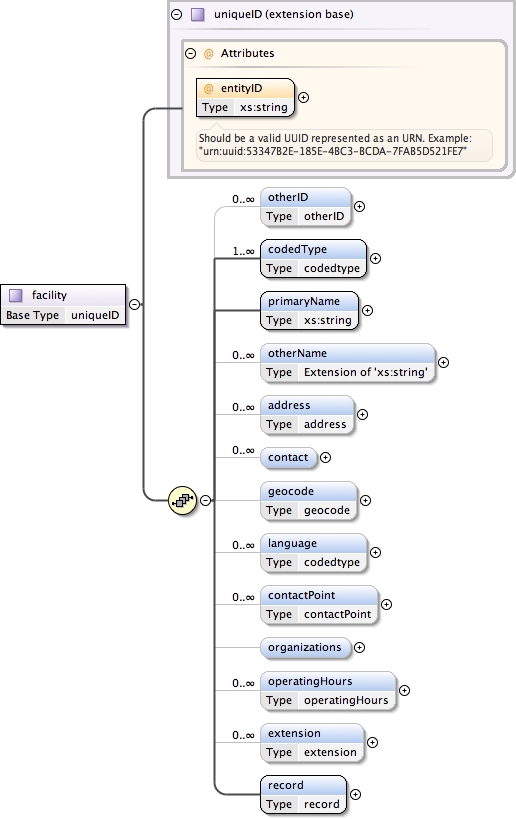 uniqueID (extension base)
@ Attributes
@ entityID
Type xs:string
Should be a valid UUID represented as an URN. Example:
"urn:uuid:53347B2E-185E-4BC3-BCDA-7FAB5D521FE7"
facility
Base Type uniqueID
0..∞ otherID
Type otherID
1..∞ codedType
Type codedtype
primaryName
Type xs:string
0..∞ otherName
Type Extension of 'xs:string'
0..∞ address
Type address
0..∞ contact
geocode
Type geocode
0..∞ language
Type codedtype
0..∞ contactPoint
Type contactPoint
organizations
0..∞ operatingHours
Type operatingHours
0..∞ extension
Type extension
record
Type record